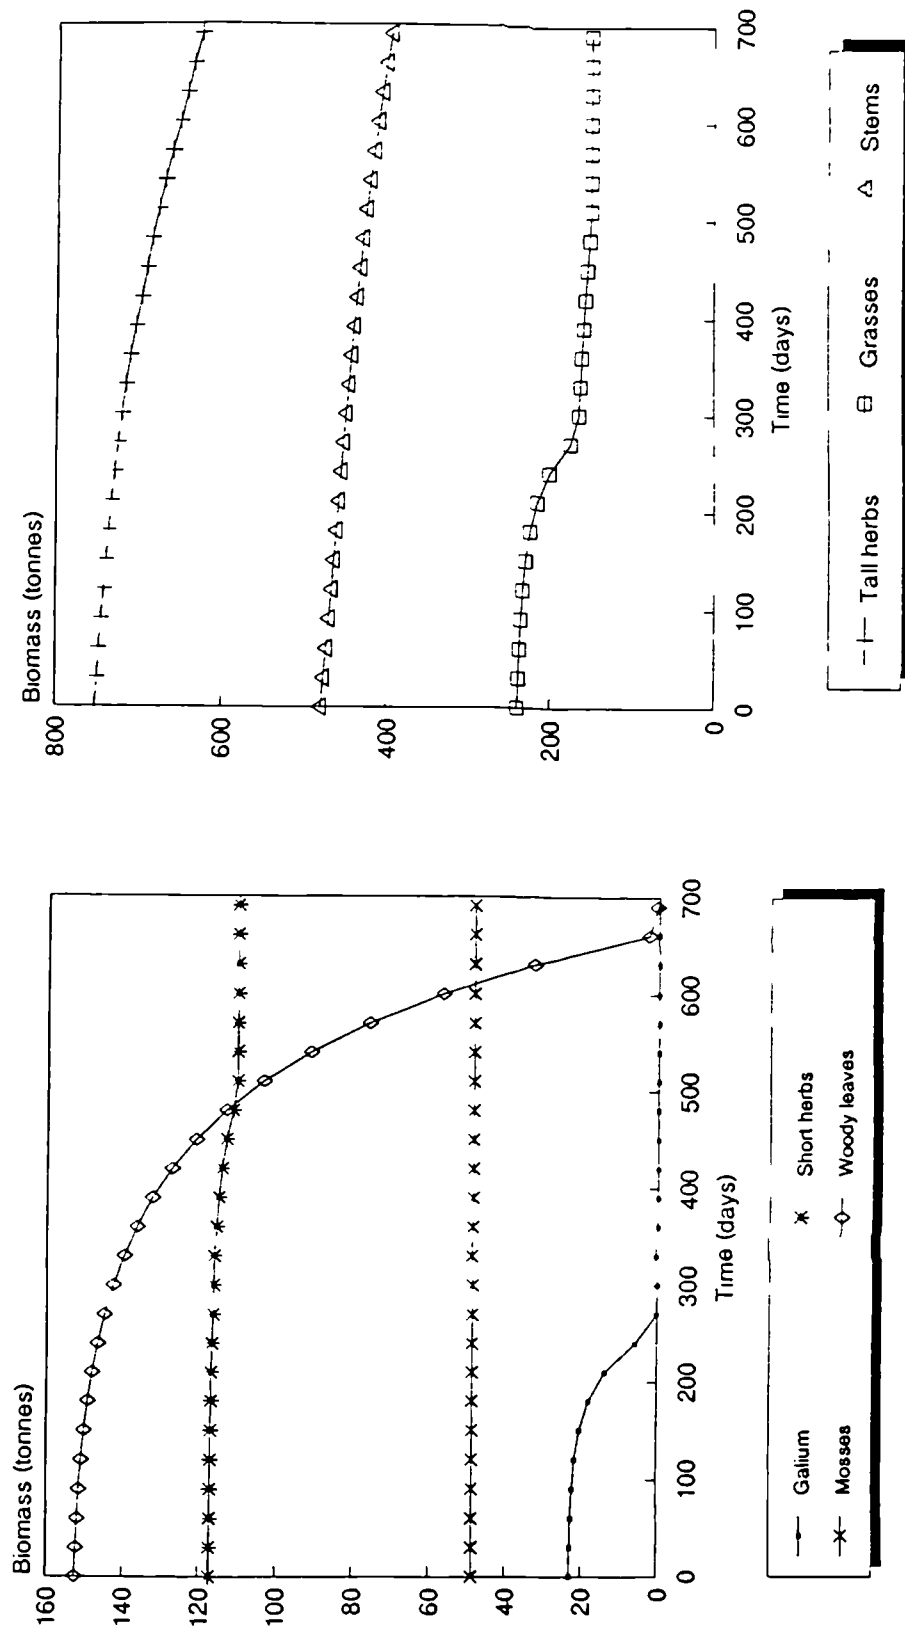 Biomass (tonnes)
160
140
120
100
80
60
40
20
0
0 100 200 300 400 500 600 700
Time (days)
Galium
Short herbs
Mosses
Woody leaves
Biomass (tonnes)
800
600
400
200
0
0 100 200 300 400 500 600 700
Time (days)
Tall herbs
Grasses
Stems